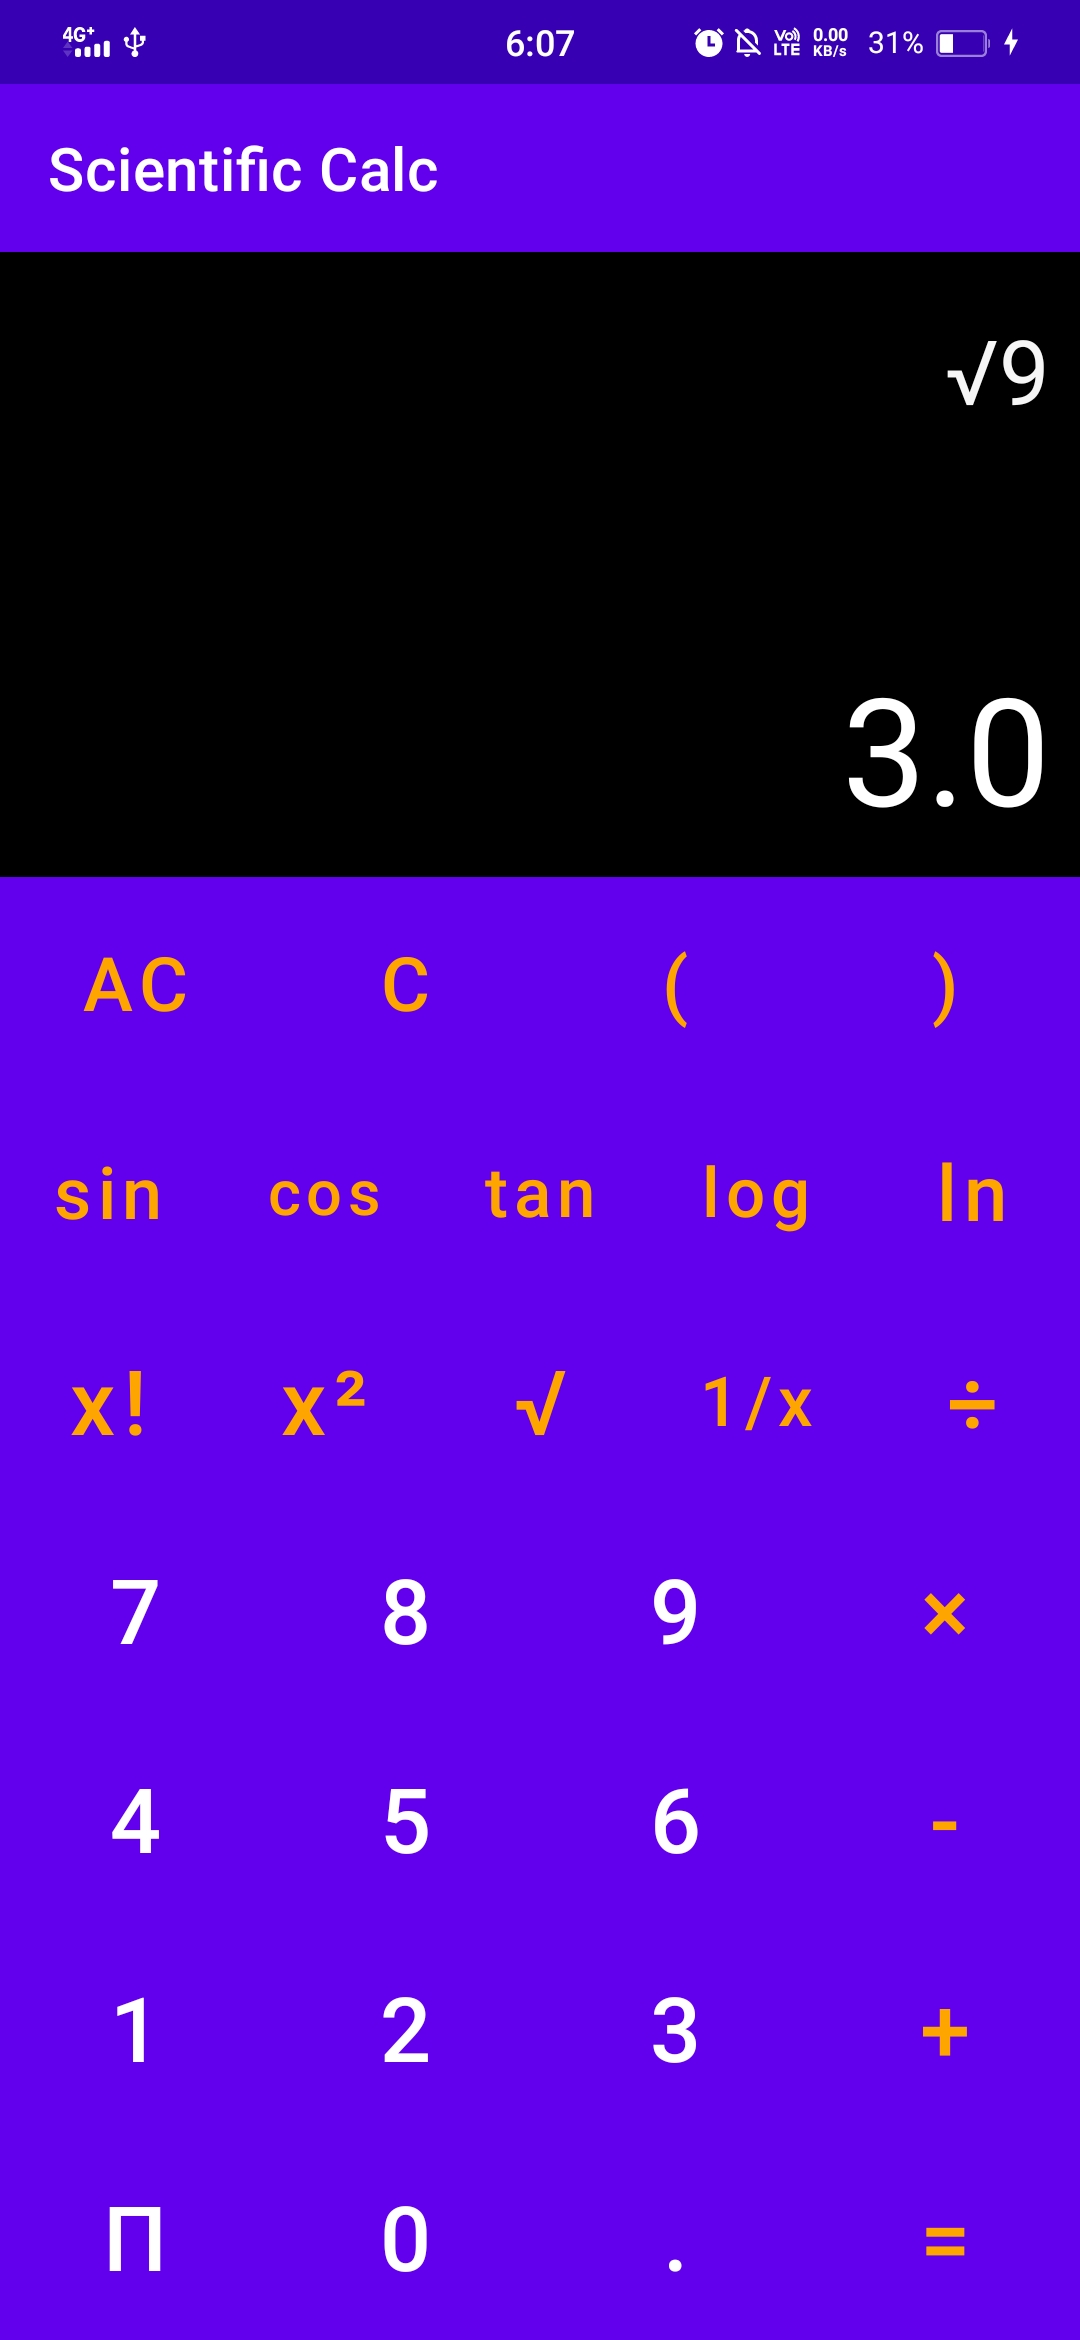 4G+ 6:07 Vo) LTE 0.00 KB/s 31%
Scientific Calc
√9
3.0
AC C ( )
sin cos tan log ln
x! x² √ 1/x ÷
7 8 9 ×
4 5 6 -
1 2 3 +
Π 0 . =